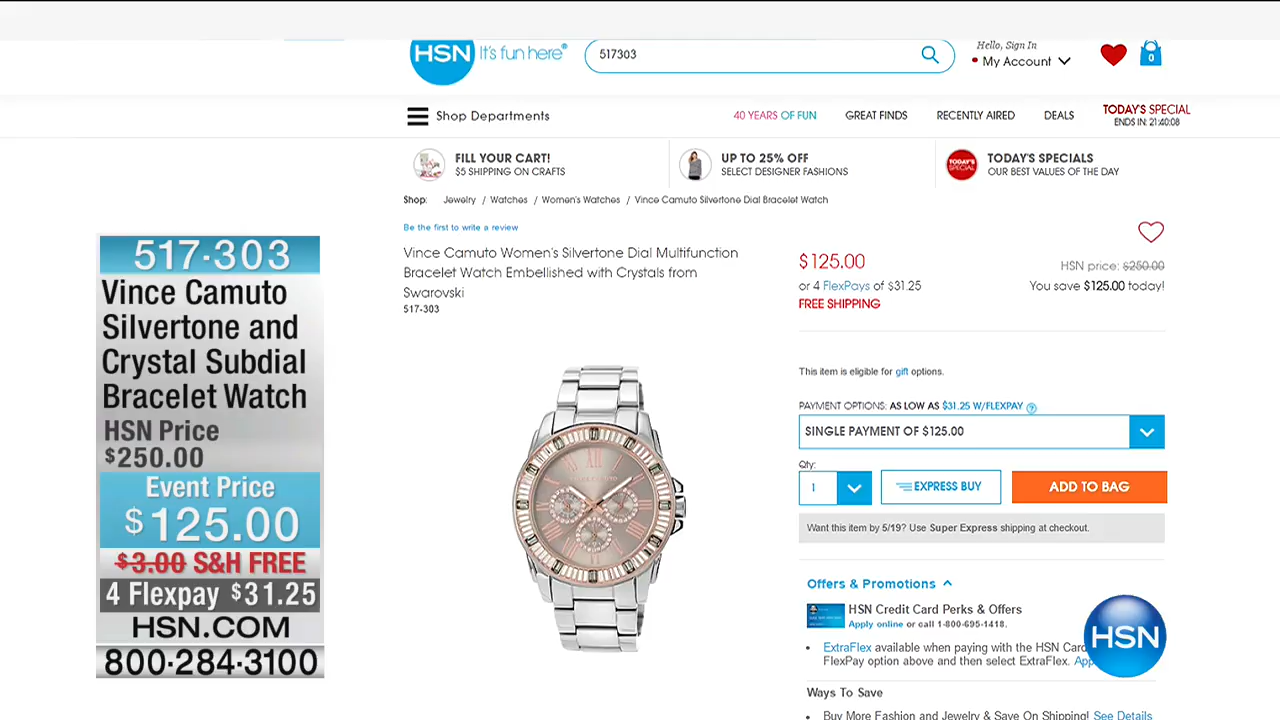 HSN It's fun here®
517303
Hello, Sign In
My Account
0
Shop Departments
40 YEARS OF FUN
GREAT FINDS
RECENTLY AIRED
DEALS
TODAY'S SPECIAL
ENDS IN: 21:40:08
FILL YOUR CART!
$5 SHIPPING ON CRAFTS
UP TO 25% OFF
SELECT DESIGNER FASHIONS
TODAY'S SPECIAL
TODAY'S SPECIALS
OUR BEST VALUES OF THE DAY
Shop: Jewelry / Watches / Women's Watches / Vince Camuto Silvertone Dial Bracelet Watch
Be the first to write a review
Vince Camuto Women's Silvertone Dial Multifunction
Bracelet Watch Embellished with Crystals from
Swarovski
517-303
$125.00
HSN price: $250.00
or 4 FlexPays of $31.25
You save $125.00 today!
FREE SHIPPING
This item is eligible for gift options.
PAYMENT OPTIONS: AS LOW AS $31.25 W/FLEXPAY ?
SINGLE PAYMENT OF $125.00
Qty:
1
EXPRESS BUY
ADD TO BAG
Want this item by 5/19? Use Super Express shipping at checkout.
Offers & Promotions
HSN Credit Card Perks & Offers
Apply online or call 1-800-695-1418.
• ExtraFlex available when paying with the HSN Card
FlexPay option above and then select ExtraFlex.
Ways To Save
• Buy More Fashion and Jewelry & Save On Shipping! See Details
HSN
517·303
Vince Camuto
Silvertone and
Crystal Subdial
Bracelet Watch
HSN Price
$250.00
Event Price
$125.00
$3.00 S&H FREE
4 Flexpay $31.25
HSN.COM
800·284·3100